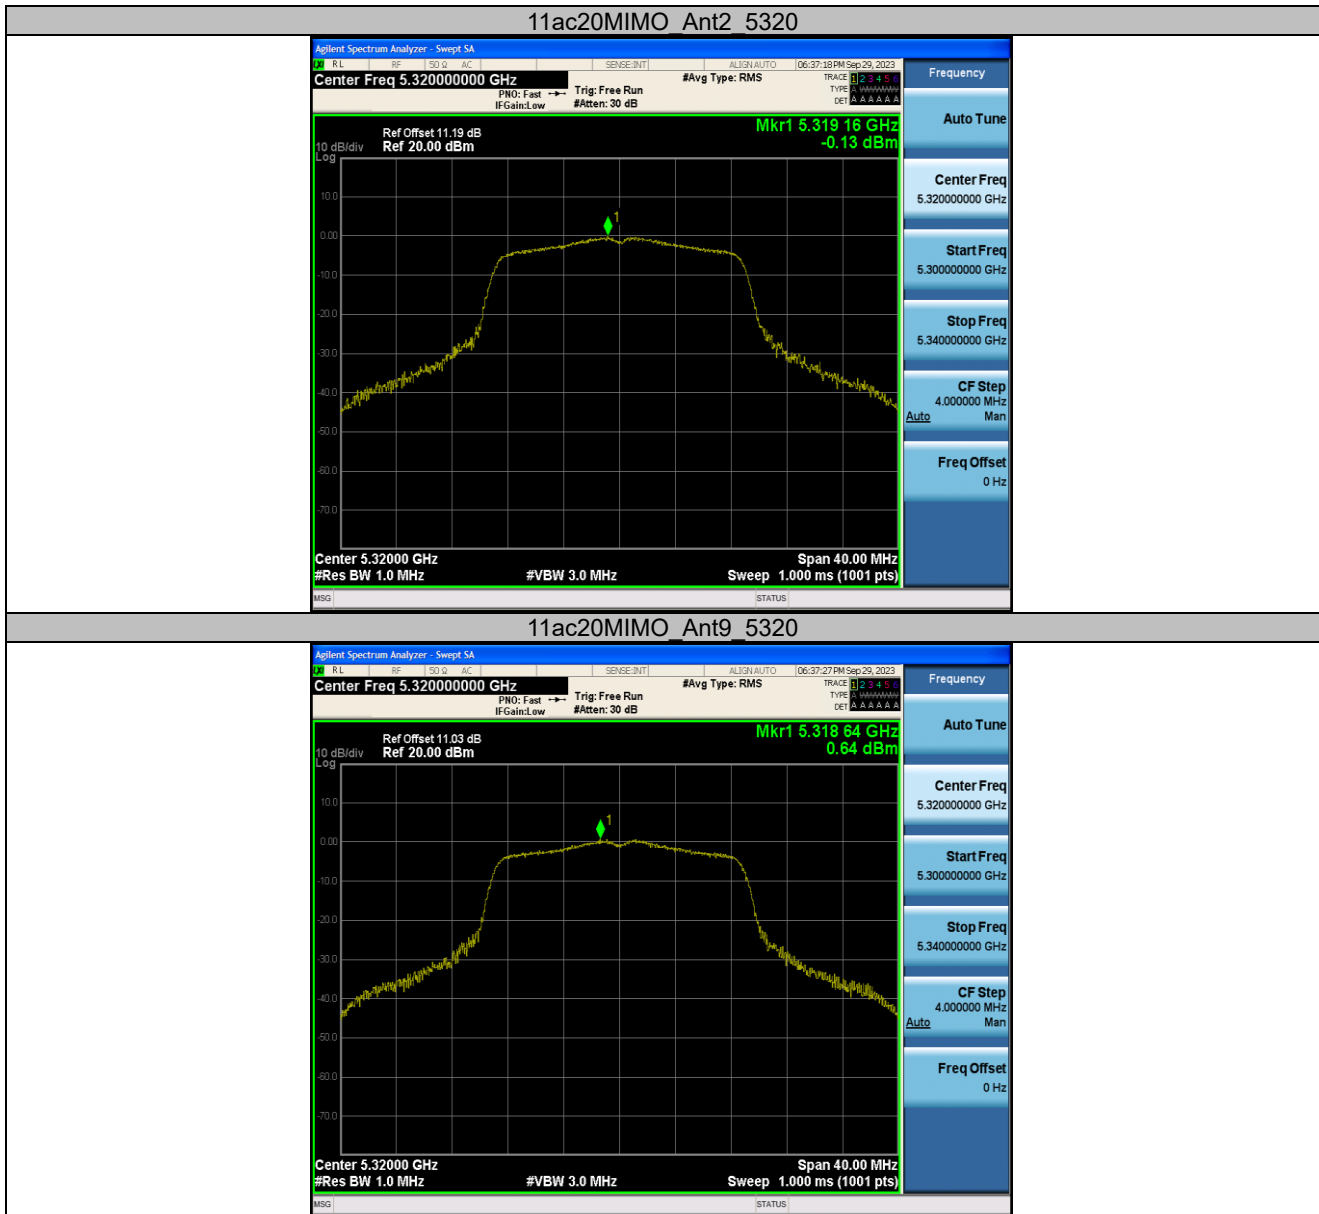 11ac20MIMO_Ant2_5320
Agilent Spectrum Analyzer - Swept SA
RL RF 50 Ω AC SENSE:INT ALIGNAUTO 06:37:18 PM Sep 29, 2023
Center Freq 5.320000000 GHz
PNO: Fast
IFGain:Low
Trig: Free Run
#Atten: 30 dB
#Avg Type: RMS
TRACE 1 2 3 4 5 6
TYPE A
DET A A A A A A
Frequency
Mkr1 5.319 16 GHz
-0.13 dBm
Ref Offset 11.19 dB
10 dB/div Ref 20.00 dBm
Log
10.0
0.00
-10.0
-20.0
-30.0
-40.0
-50.0
-60.0
-70.0
1
Center 5.32000 GHz Span 40.00 MHz
#Res BW 1.0 MHz #VBW 3.0 MHz Sweep 1.000 ms (1001 pts)
MSG STATUS
Auto Tune
Center Freq
5.320000000 GHz
Start Freq
5.300000000 GHz
Stop Freq
5.340000000 GHz
CF Step
4.000000 MHz
Auto Man
Freq Offset
0 Hz
11ac20MIMO_Ant9_5320
Agilent Spectrum Analyzer - Swept SA
RL RF 50 Ω AC SENSE:INT ALIGNAUTO 06:37:27 PM Sep 29, 2023
Center Freq 5.320000000 GHz
PNO: Fast
IFGain:Low
Trig: Free Run
#Atten: 30 dB
#Avg Type: RMS
TRACE 1 2 3 4 5 6
TYPE A
DET A A A A A A
Frequency
Mkr1 5.318 64 GHz
0.64 dBm
Ref Offset 11.03 dB
10 dB/div Ref 20.00 dBm
Log
10.0
0.00
-10.0
-20.0
-30.0
-40.0
-50.0
-60.0
-70.0
1
Center 5.32000 GHz Span 40.00 MHz
#Res BW 1.0 MHz #VBW 3.0 MHz Sweep 1.000 ms (1001 pts)
MSG STATUS
Auto Tune
Center Freq
5.320000000 GHz
Start Freq
5.300000000 GHz
Stop Freq
5.340000000 GHz
CF Step
4.000000 MHz
Auto Man
Freq Offset
0 Hz